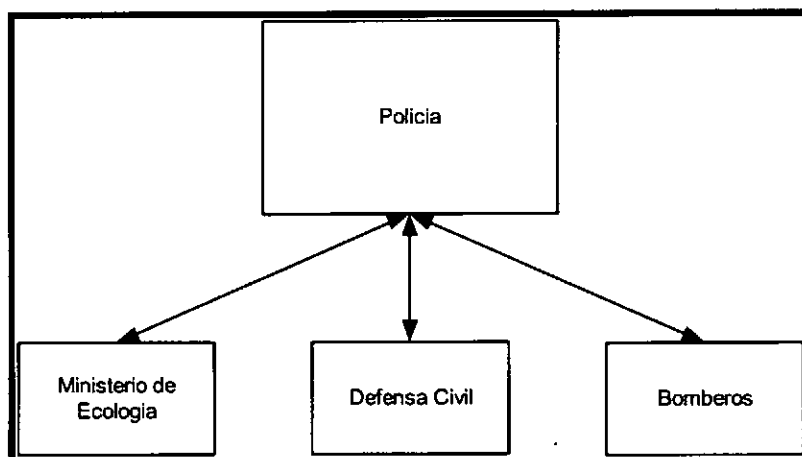 Policia
Ministerio de
Ecologia
Defensa Civil
Bomberos